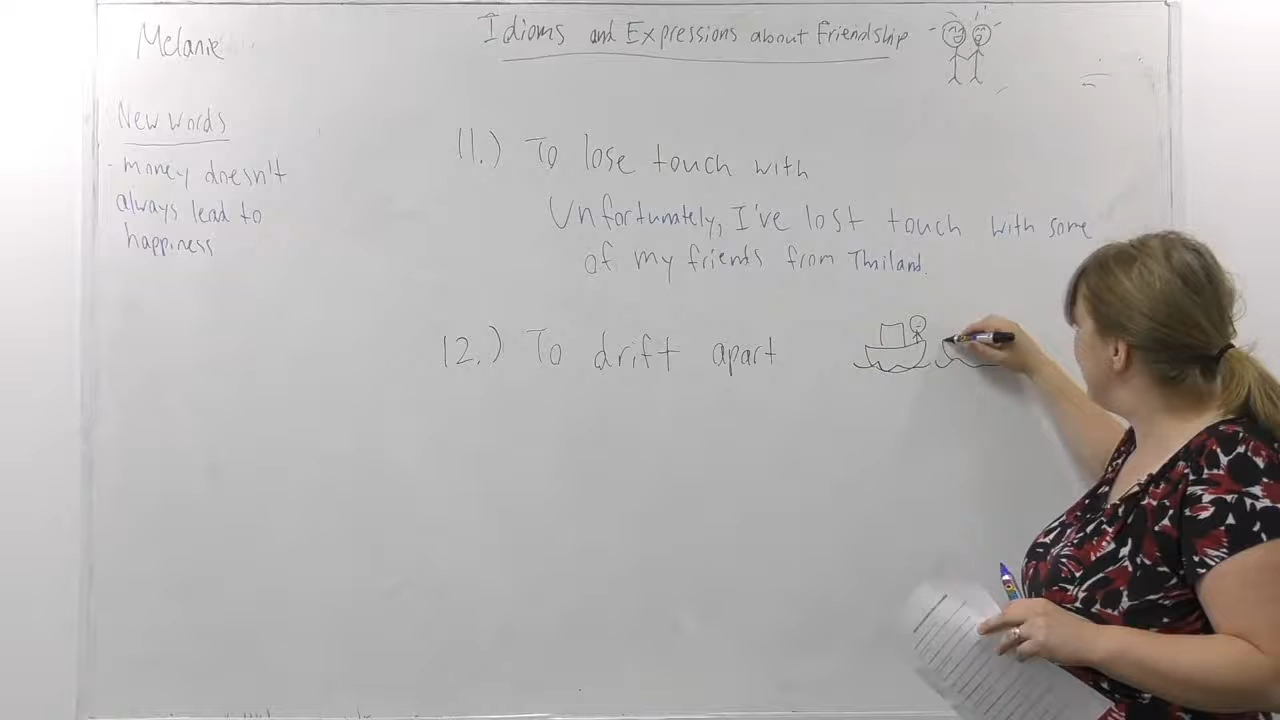 Melanie
Idioms and Expressions about Friendship
New words
- money doesn't
always lead to
happiness
11.) To lose touch with
Unfortunately, I've lost touch with some
of my friends from Thailand.
12.) To drift apart